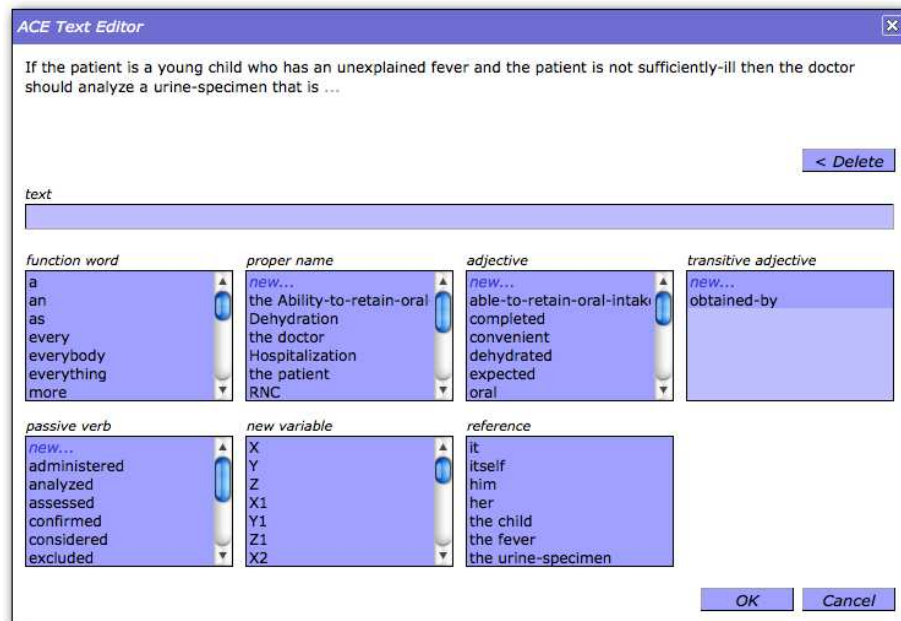 ACE Text Editor
If the patient is a young child who has an unexplained fever and the patient is not sufficiently-ill then the doctor
should analyze a urine-specimen that is ...
< Delete
text
function word
a
an
as
every
everybody
everything
more
proper name
new...
the Ability-to-retain-oral
Dehydration
the doctor
Hospitalization
the patient
RNC
adjective
new...
able-to-retain-oral-intak
completed
convenient
dehydrated
expected
oral
transitive adjective
new...
obtained-by
passive verb
new...
administered
analyzed
assessed
confirmed
considered
excluded
new variable
X
Y
Z
X1
Y1
Z1
X2
reference
it
itself
him
her
the child
the fever
the urine-specimen
OK
Cancel